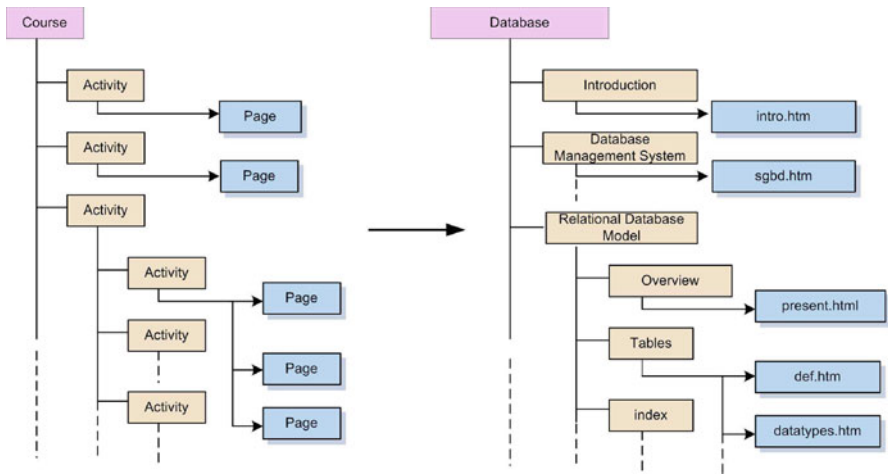 Course
Activity
Page
Activity
Page
Activity
Activity
Page
Activity
Page
Activity
Page
Database
Introduction
intro.htm
Database
Management System
sgbd.htm
Relational Database
Model
Overview
present.html
Tables
def.htm
index
datatypes.htm